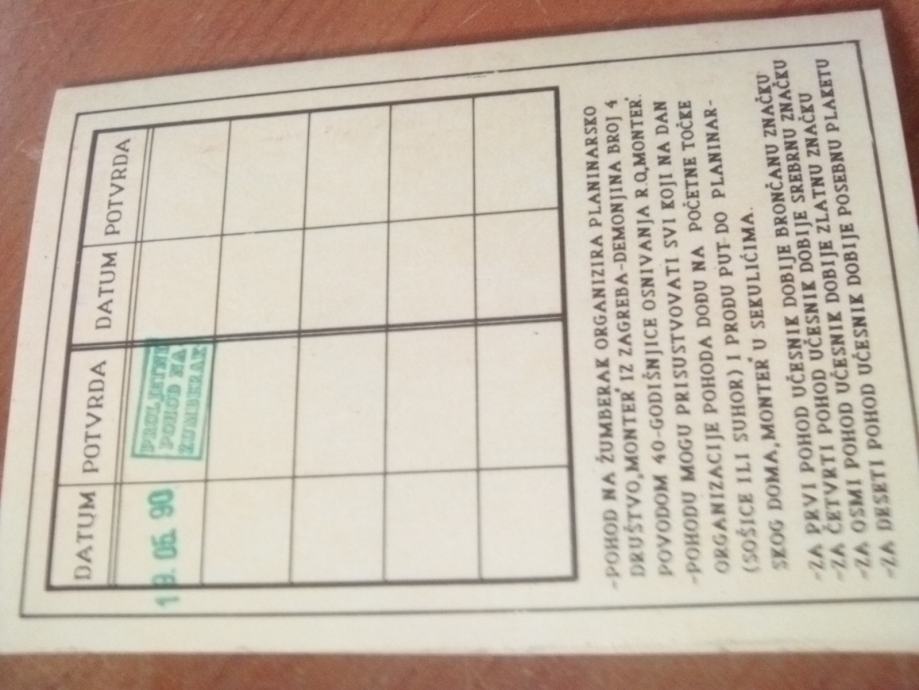 DATUM POTVRDA DATUM POTVRDA
19. 05. 90
PROLJETNI
POHOD NA
ŽUMBERAK
-POHOD NA ŽUMBERAK ORGANIZIRA PLANINARSKO
DRUŠTVO„MONTER" IZ ZAGREBA-DEMONJINA BROJ 4
POVODOM 40-GODIŠNJICE OSNIVANJA R O„MONTER".
-POHODU MOGU PRISUSTVOVATI SVI KOJI NA DAN
ORGANIZACIJE POHODA DOĐU NA POČETNE TOČKE
(SOŠICE ILI SUHOR) I PROĐU PUT DO PLANINAR-
SKOG DOMA„MONTER" U SEKULIĆIMA.
-ZA PRVI POHOD UČESNIK DOBIJE BRONČANU ZNAČKU
-ZA ČETVRTI POHOD UČESNIK DOBIJE SREBRNU ZNAČKU
-ZA OSMI POHOD UČESNIK DOBIJE ZLATNU ZNAČKU
-ZA DESETI POHOD UČESNIK DOBIJE POSEBNU PLAKETU